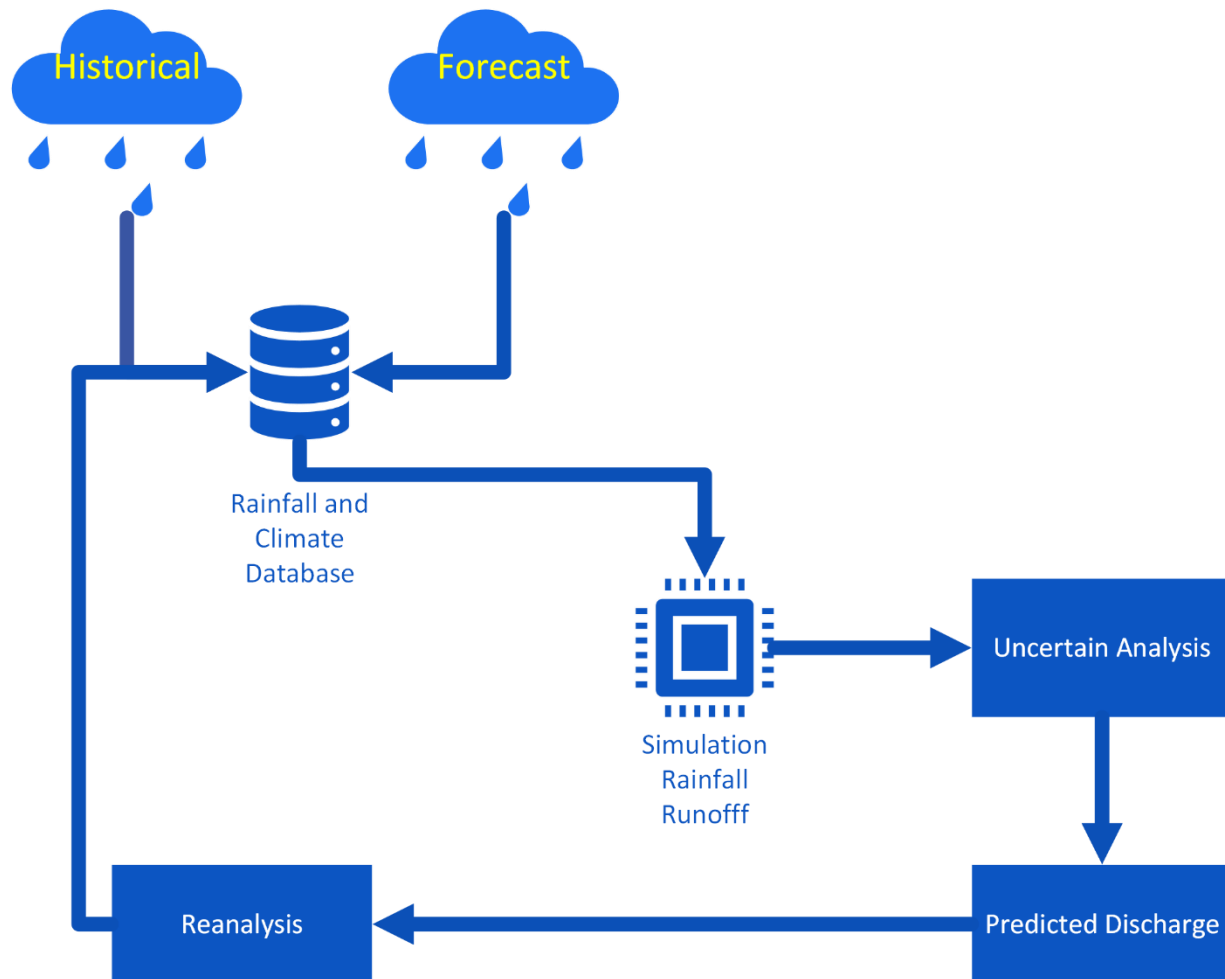 Historical
Forecast
Rainfall and
Climate
Database
Uncertain Analysis
Simulation
Rainfall
Runofff
Reanalysis
Predicted Discharge